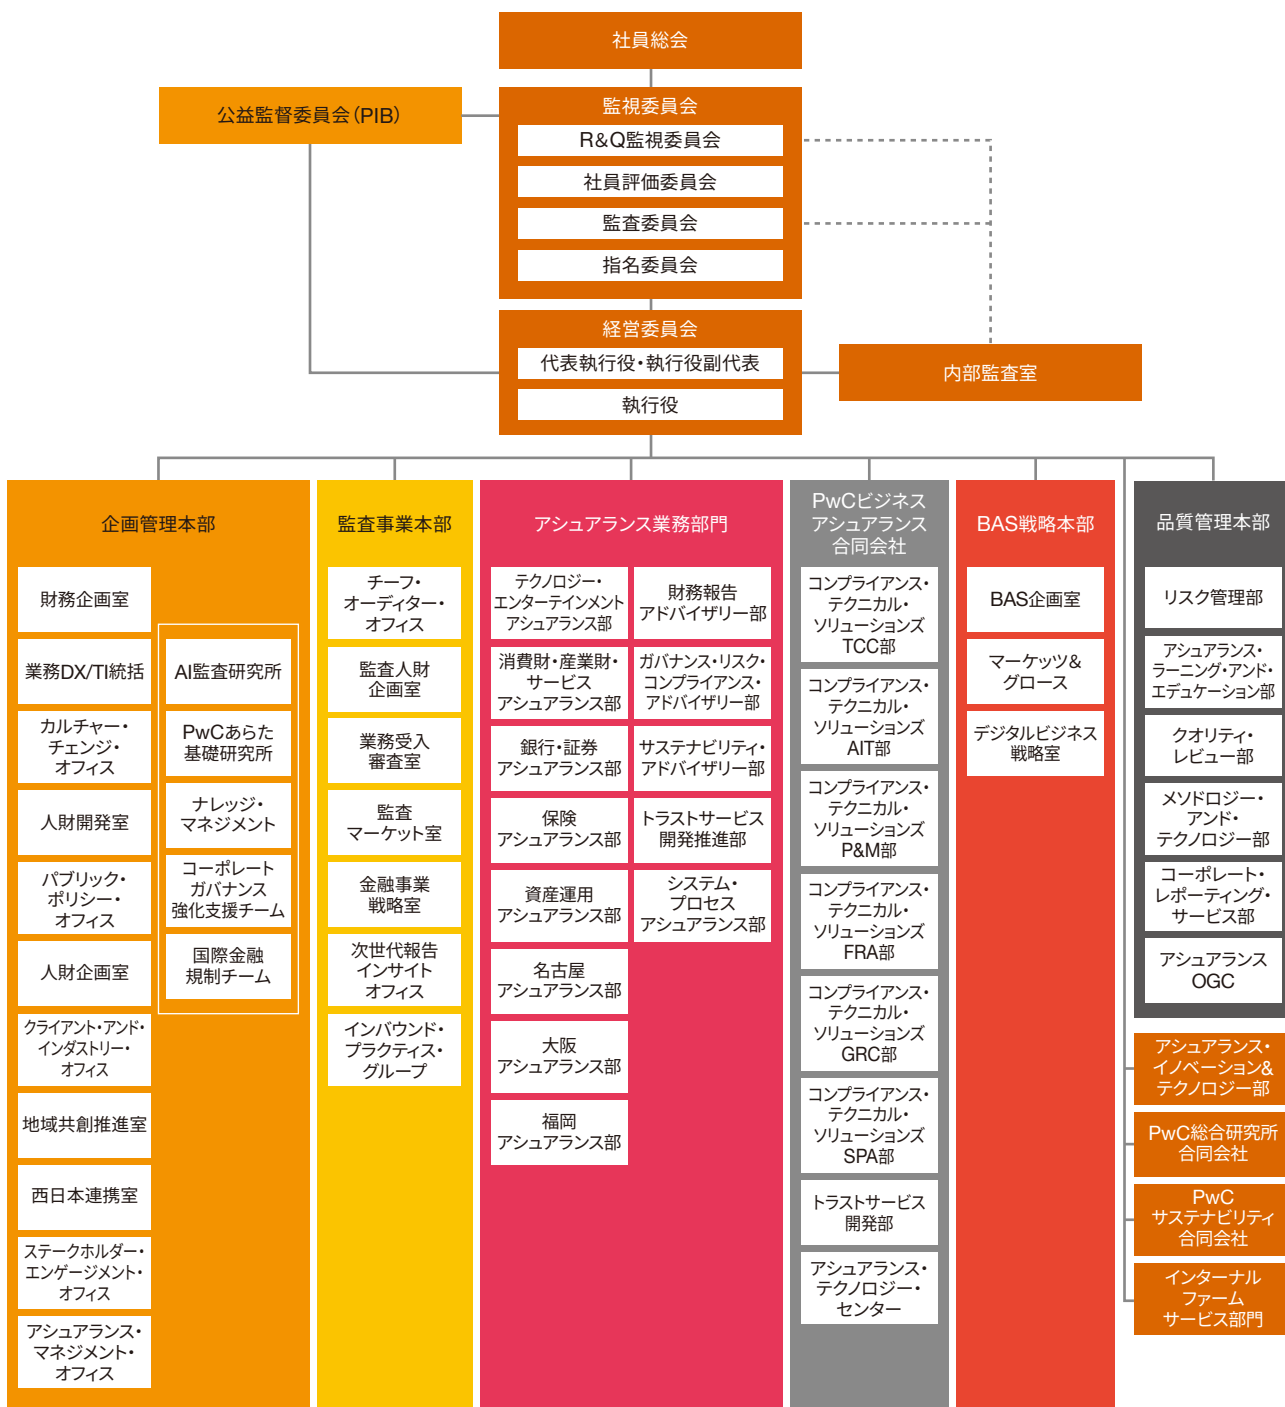 社員総会
公益監督委員会（PIB）
監視委員会
R&Q監視委員会
社員評価委員会
監査委員会
指名委員会
経営委員会
代表執行役・執行役副代表
執行役
内部監査室
企画管理本部
財務企画室
業務DX/TI統括
カルチャー・
チェンジ・
オフィス
人財開発室
パブリック・
ポリシー・
オフィス
人財企画室
クライアント・アンド・
インダストリー・
オフィス
地域共創推進室
西日本連携室
ステークホルダー・
エンゲージメント・
オフィス
アシュアランス・
マネジメント・
オフィス
AI監査研究所
PwCあらた
基礎研究所
ナレッジ・
マネジメント
コーポレート
ガバナンス
強化支援チーム
国際金融
規制チーム
監査事業本部
チーフ・
オーディター・
オフィス
監査人財
企画室
業務受入
審査室
監査
マーケット室
金融事業
戦略室
次世代報告
インサイト
オフィス
インバウンド・
プラクティス・
グループ
アシュアランス業務部門
テクノロジー・
エンターテインメント
アシュアランス部
消費財・産業財・
サービス
アシュアランス部
銀行・証券
アシュアランス部
保険
アシュアランス部
資産運用
アシュアランス部
名古屋
アシュアランス部
大阪
アシュアランス部
福岡
アシュアランス部
財務報告
アドバイザリー部
ガバナンス・リスク・
コンプライアンス・
アドバイザリー部
サステナビリティ・
アドバイザリー部
トラストサービス
開発推進部
システム・
プロセス
アシュアランス部
PwCビジネス
アシュアランス
合同会社
コンプライアンス・
テクニカル・
ソリューションズ
TCC部
コンプライアンス・
テクニカル・
ソリューションズ
AIT部
コンプライアンス・
テクニカル・
ソリューションズ
P&M部
コンプライアンス・
テクニカル・
ソリューションズ
FRA部
コンプライアンス・
テクニカル・
ソリューションズ
GRC部
コンプライアンス・
テクニカル・
ソリューションズ
SPA部
トラストサービス
開発部
アシュアランス・
テクノロジー・
センター
BAS戦略本部
BAS企画室
マーケッツ&
グロース
デジタルビジネス
戦略室
品質管理本部
リスク管理部
アシュアランス・
ラーニング・アンド・
エデュケーション部
クオリティ・
レビュー部
メソドロジー・
アンド・
テクノロジー部
コーポレート・
レポーティング・
サービス部
アシュアランス
OGC
アシュアランス・
イノベーション&
テクノロジー部
PwC総合研究所
合同会社
PwC
サステナビリティ
合同会社
インターナル
ファーム
サービス部門